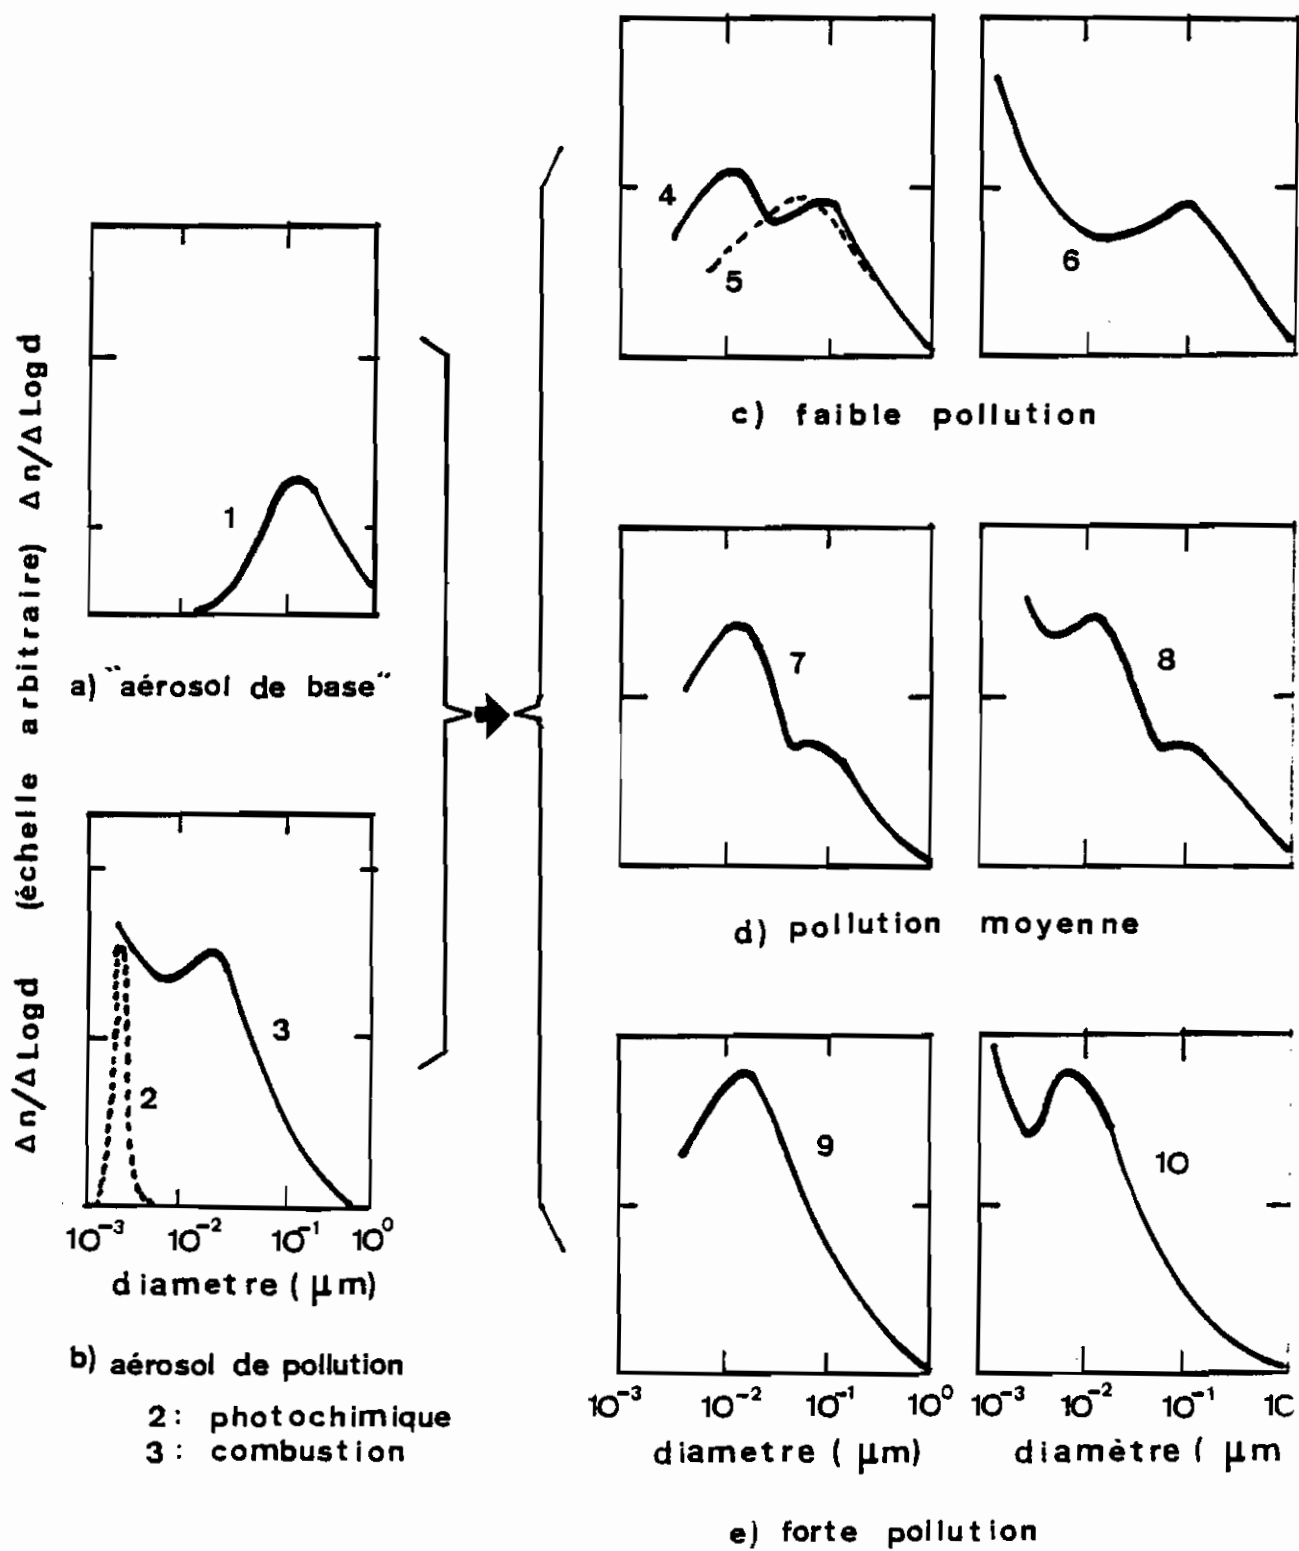 Δn/ΔLogd (échelle arbitraire) Δn/ΔLogd
1
a) "aérosol de base"
2
3
10⁻³ 10⁻² 10⁻¹ 10⁰
diametre (μm)
b) aérosol de pollution
2: photochimique
3: combustion
4
5
6
c) faible pollution
7
8
d) pollution moyenne
9
10
10⁻³ 10⁻² 10⁻¹ 10⁰
10⁻³ 10⁻² 10⁻¹ 1C
diametre (μm)
diamètre (μm
e) forte pollution